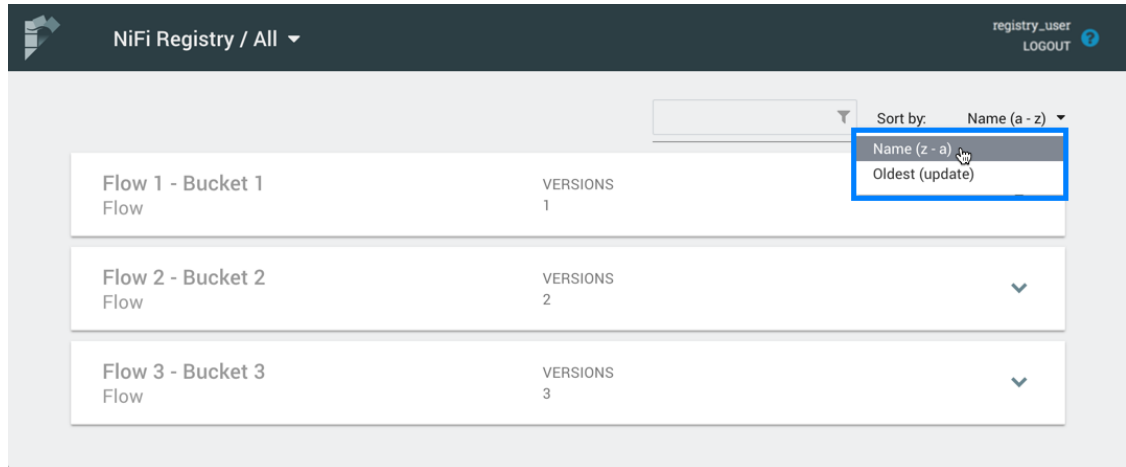 NiFi Registry / All
registry_user
LOGOUT
?
Sort by: Name (a - z)
Name (z - a)
Oldest (update)
Flow 1 - Bucket 1
Flow
VERSIONS
1
Flow 2 - Bucket 2
Flow
VERSIONS
2
Flow 3 - Bucket 3
Flow
VERSIONS
3